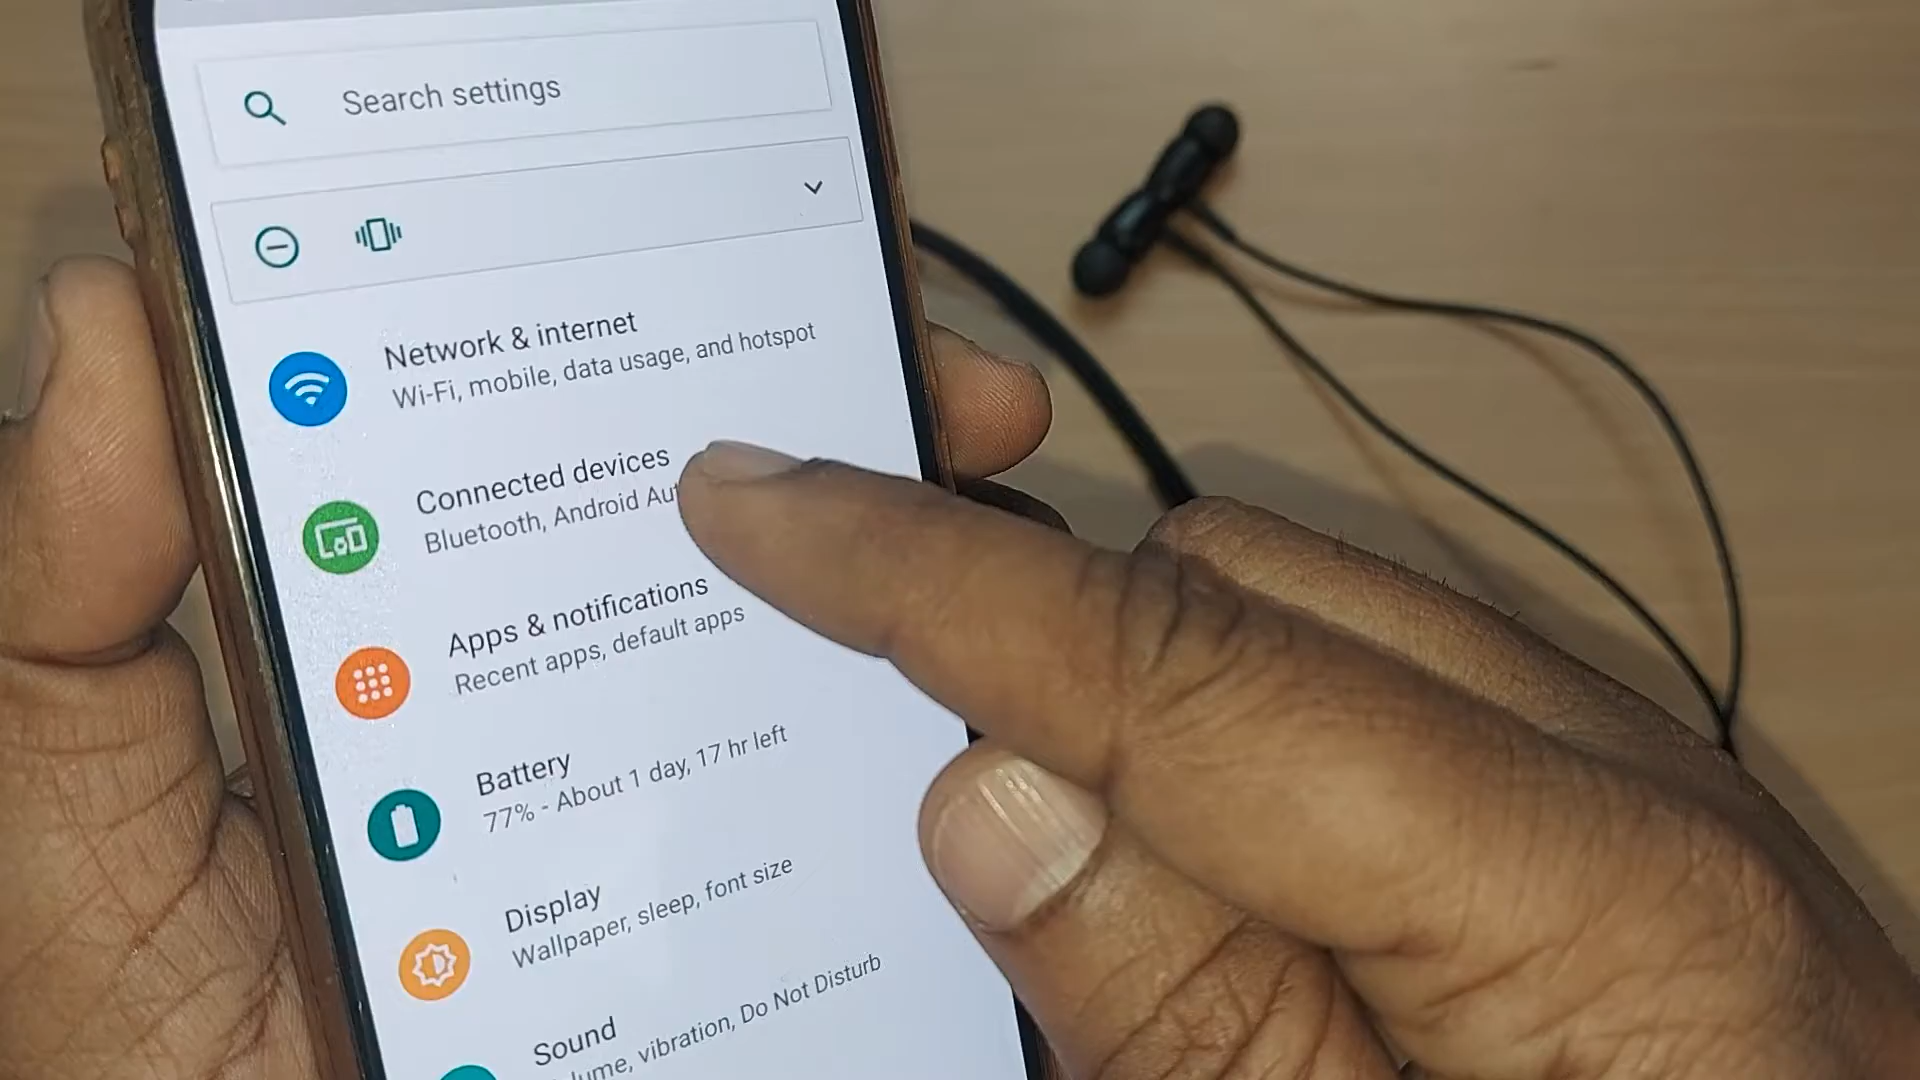 Search settings
Network & internet
Wi-Fi, mobile, data usage, and hotspot
Connected devices
Bluetooth, Android
Apps & notifications
Recent apps, default apps
Battery
77% - About 1 day, 17 hr left
Display
Wallpaper, sleep, font size
Sound
vibration, Do Not Disturb